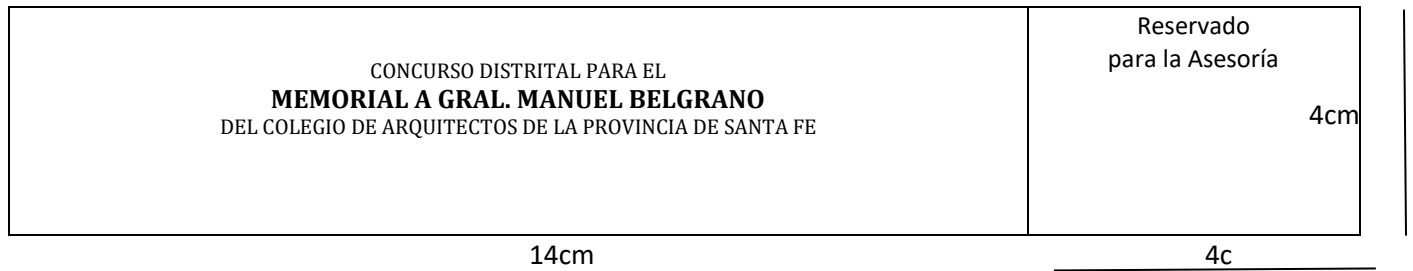 CONCURSO DISTRITAL PARA EL
MEMORIAL A GRAL. MANUEL BELGRANO
DEL COLEGIO DE ARQUITECTOS DE LA PROVINCIA DE SANTA FE
Reservado
para la Asesoría
4cm
14cm
4c